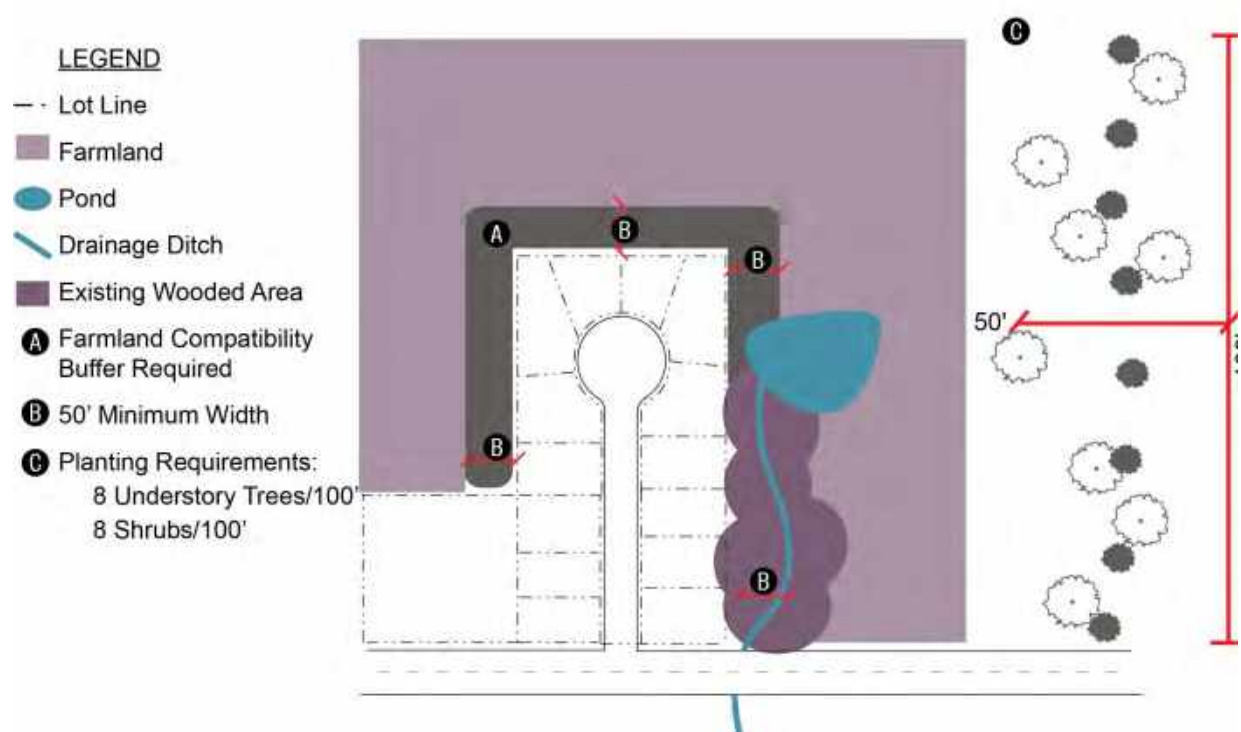 LEGEND
Lot Line
Farmland
Pond
Drainage Ditch
Existing Wooded Area
A Farmland Compatibility
Buffer Required
B 50' Minimum Width
C Planting Requirements:
8 Understory Trees/100'
8 Shrubs/100'
A
B
B
B
B
C
50'